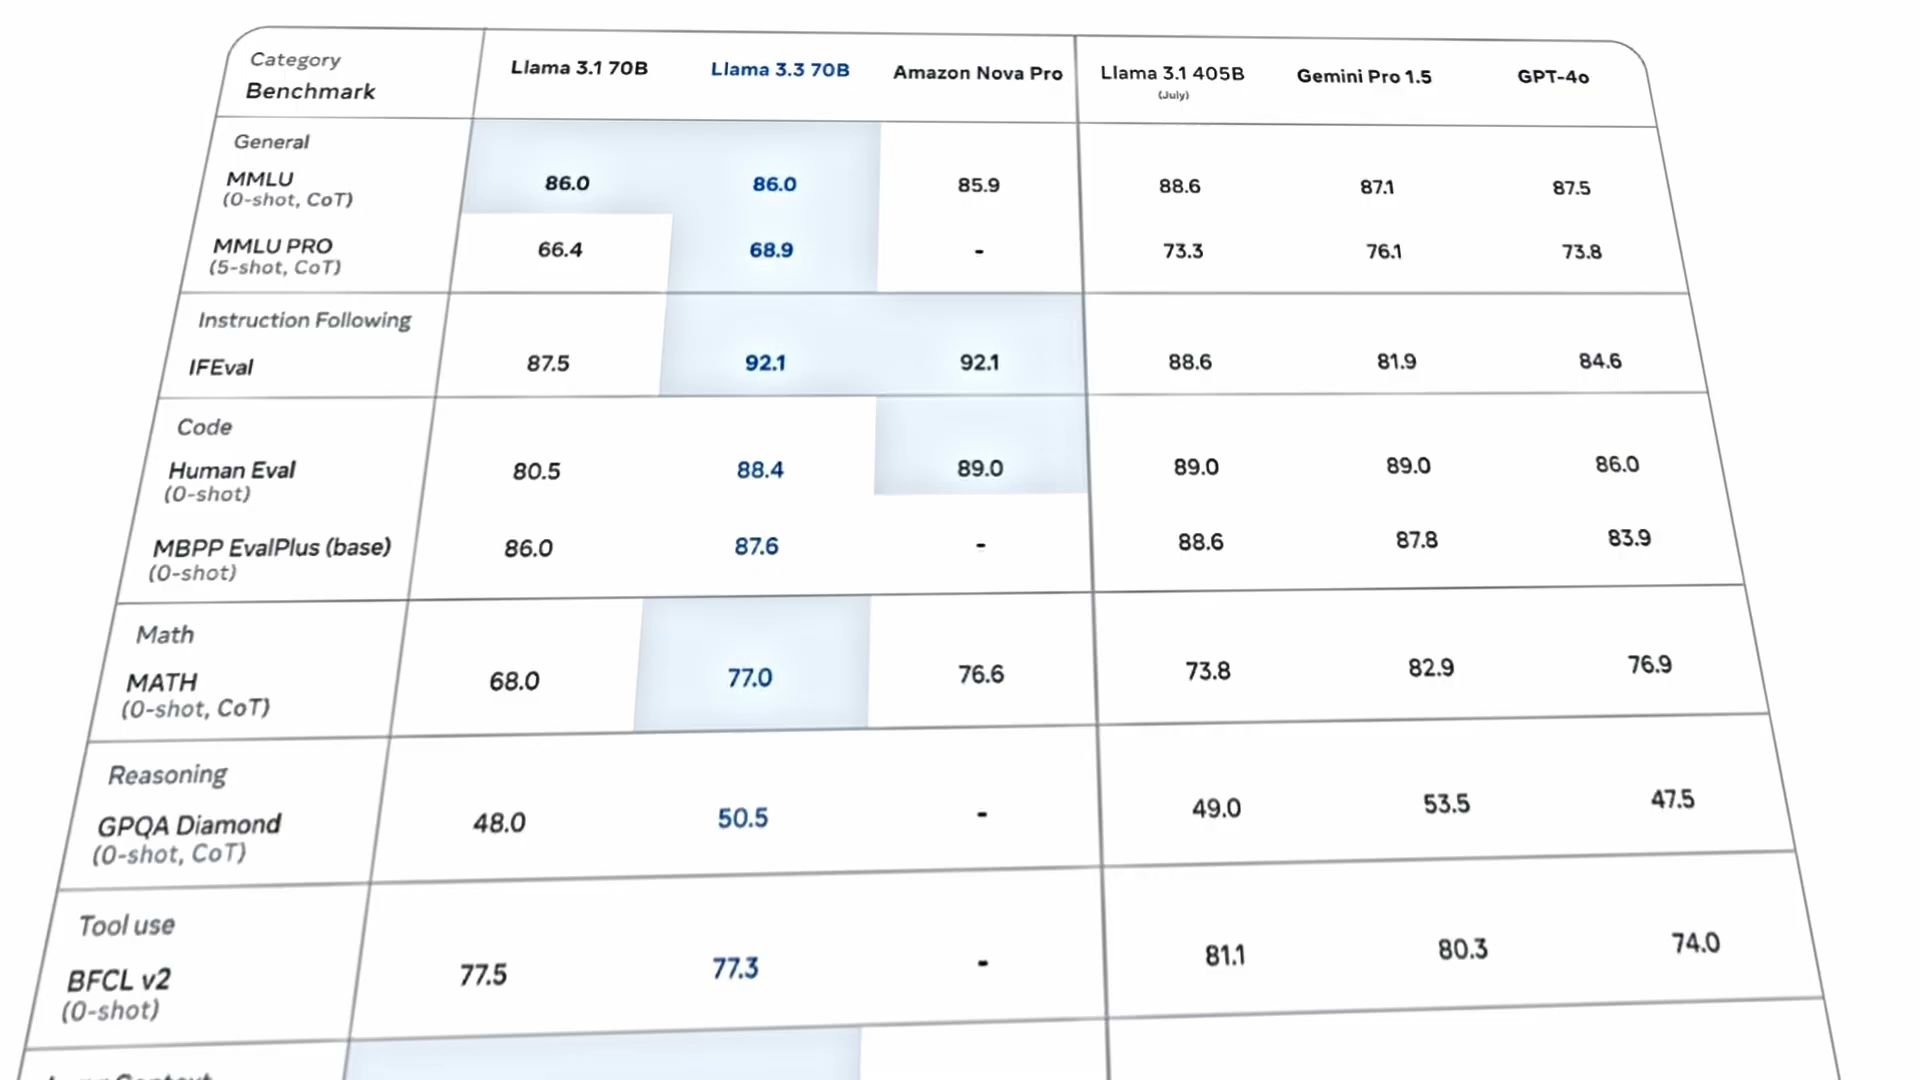 Category
Benchmark
Llama 3.1 70B
Llama 3.3 70B
Amazon Nova Pro
Llama 3.1 405B
(July)
Gemini Pro 1.5
GPT-4o
General
MMLU 86.0 86.0 85.9 88.6 87.1 87.5
(0-shot, CoT)
MMLU PRO 66.4 68.9 - 73.3 76.1 73.8
(5-shot, CoT)
Instruction Following
IFEval 87.5 92.1 92.1 88.6 81.9 84.6
Code
Human Eval 80.5 88.4 89.0 89.0 89.0 86.0
(0-shot)
MBPP EvalPlus (base) 86.0 87.6 - 88.6 87.8 83.9
(0-shot)
Math
MATH 68.0 77.0 76.6 73.8 82.9 76.9
(0-shot, CoT)
Reasoning
GPQA Diamond 48.0 50.5 - 49.0 53.5 47.5
(0-shot, CoT)
Tool use
BFCL v2 77.5 77.3 - 81.1 80.3 74.0
(0-shot)
Context